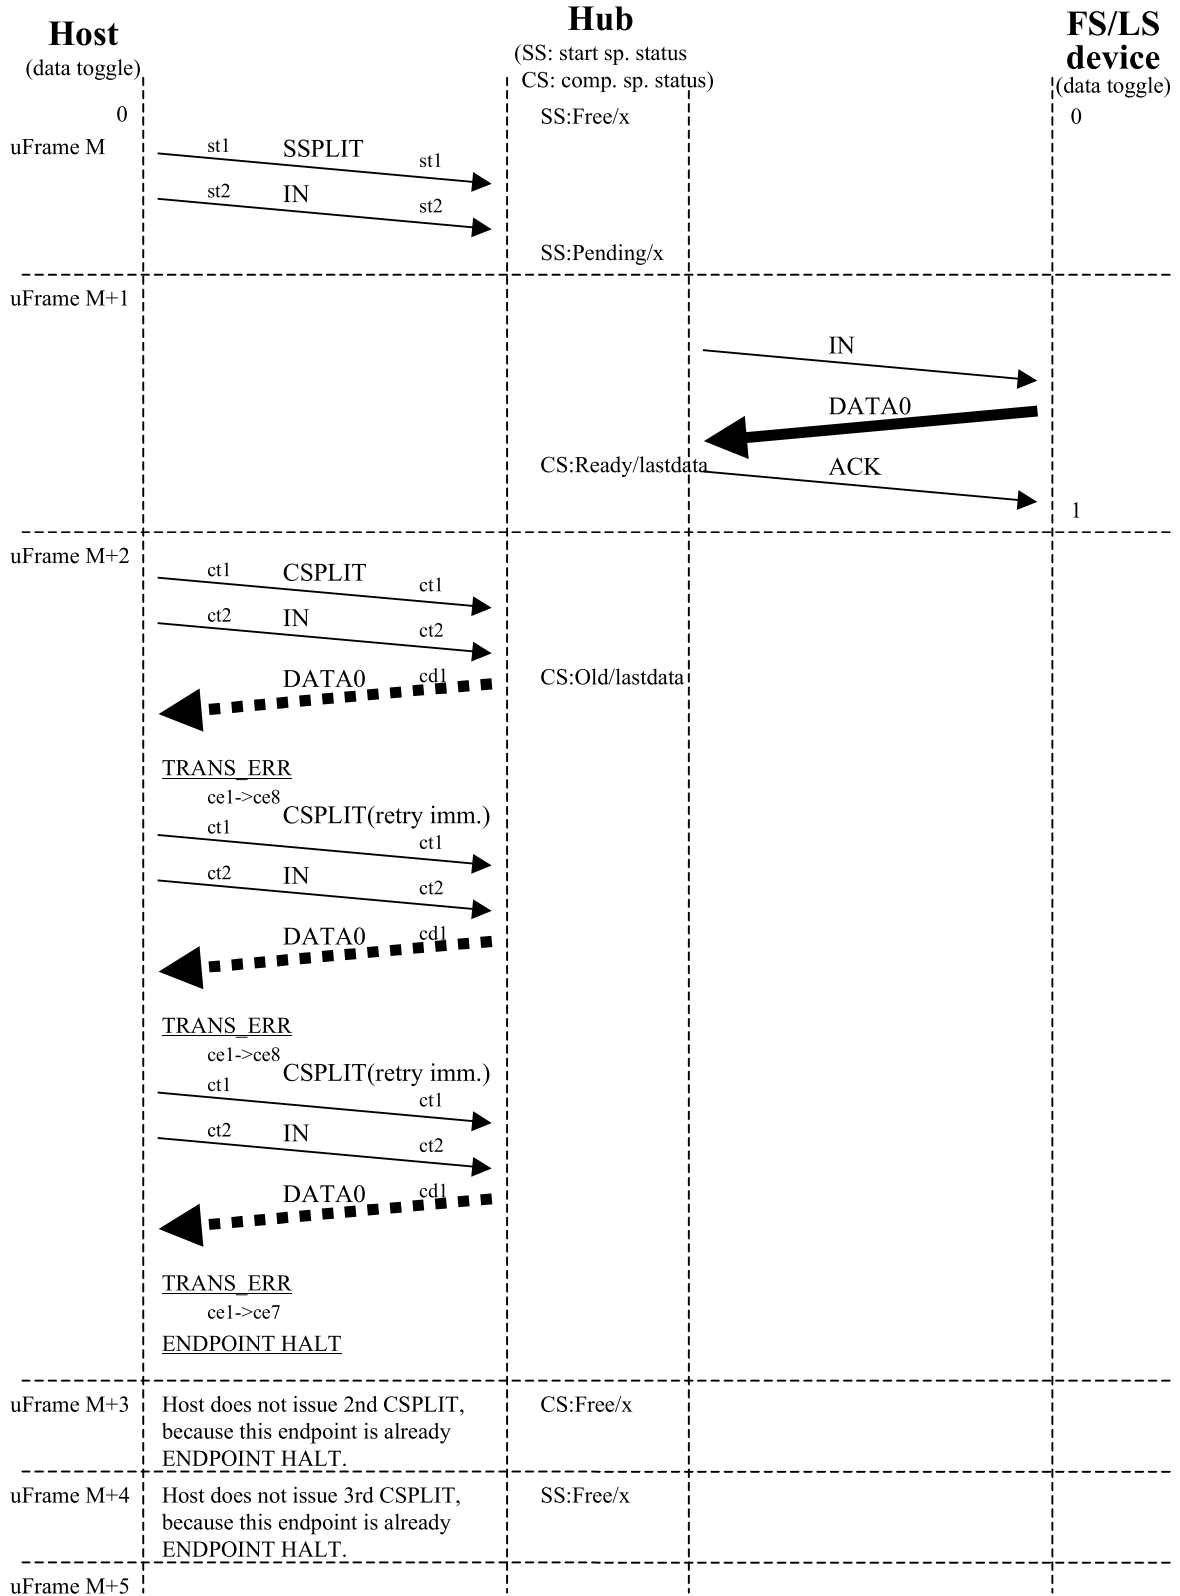 Host
(data toggle)
Hub
(SS: start sp. status
CS: comp. sp. status)
FS/LS
device
(data toggle)
0
SS:Free/x
0
uFrame M
st1
SSPLIT
st1
st2
IN
st2
SS:Pending/x
uFrame M+1
IN
DATA0
CS:Ready/lastdata
ACK
1
uFrame M+2
ct1
CSPLIT
ct1
ct2
IN
ct2
DATA0
cd1
CS:Old/lastdata
TRANS_ERR
ce1->ce8
CSPLIT(retry imm.)
ct1
ct1
ct2
IN
ct2
DATA0
cd1
TRANS_ERR
ce1->ce8
CSPLIT(retry imm.)
ct1
ct1
ct2
IN
ct2
DATA0
cd1
TRANS_ERR
ce1->ce7
ENDPOINT HALT
uFrame M+3
Host does not issue 2nd CSPLIT,
because this endpoint is already
ENDPOINT HALT.
CS:Free/x
uFrame M+4
Host does not issue 3rd CSPLIT,
because this endpoint is already
ENDPOINT HALT.
SS:Free/x
uFrame M+5